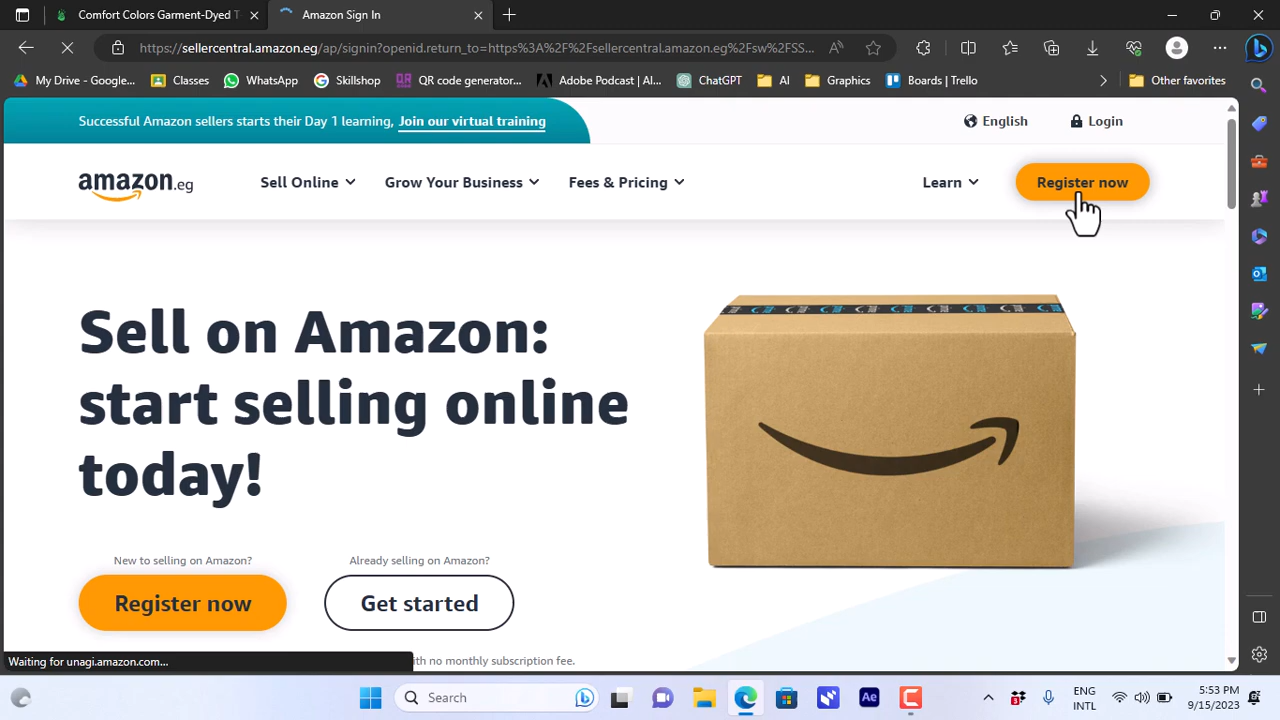 Comfort Colors Garment-Dyed T
Amazon Sign In
https://sellercentral.amazon.eg/ap/signin?openid.return_to=https%3A%2F%2Fsellercentral.amazon.eg%2Fsw%2FSS...
My Drive - Google...
Classes
WhatsApp
Skillshop
QR code generator...
Adobe Podcast | AI...
ChatGPT
AI
Graphics
Boards | Trello
Other favorites
Successful Amazon sellers starts their Day 1 learning, Join our virtual training
English
Login
amazon.eg
Sell Online
Grow Your Business
Fees & Pricing
Learn
Register now
Sell on Amazon:
start selling online
today!
New to selling on Amazon?
Already selling on Amazon?
Register now
Get started
with no monthly subscription fee.
Waiting for unagi.amazon.com...
Search
Ae
ENG
INTL
5:53 PM
9/15/2023